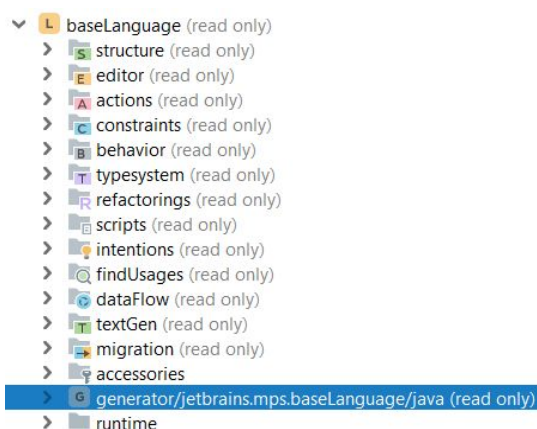 L baseLanguage (read only)
S structure (read only)
E editor (read only)
A actions (read only)
C constraints (read only)
B behavior (read only)
T typesystem (read only)
R refactorings (read only)
scripts (read only)
intentions (read only)
findUsages (read only)
dataFlow (read only)
T textGen (read only)
migration (read only)
accessories
G generator/jetbrains.mps.baseLanguage/java (read only)
runtime